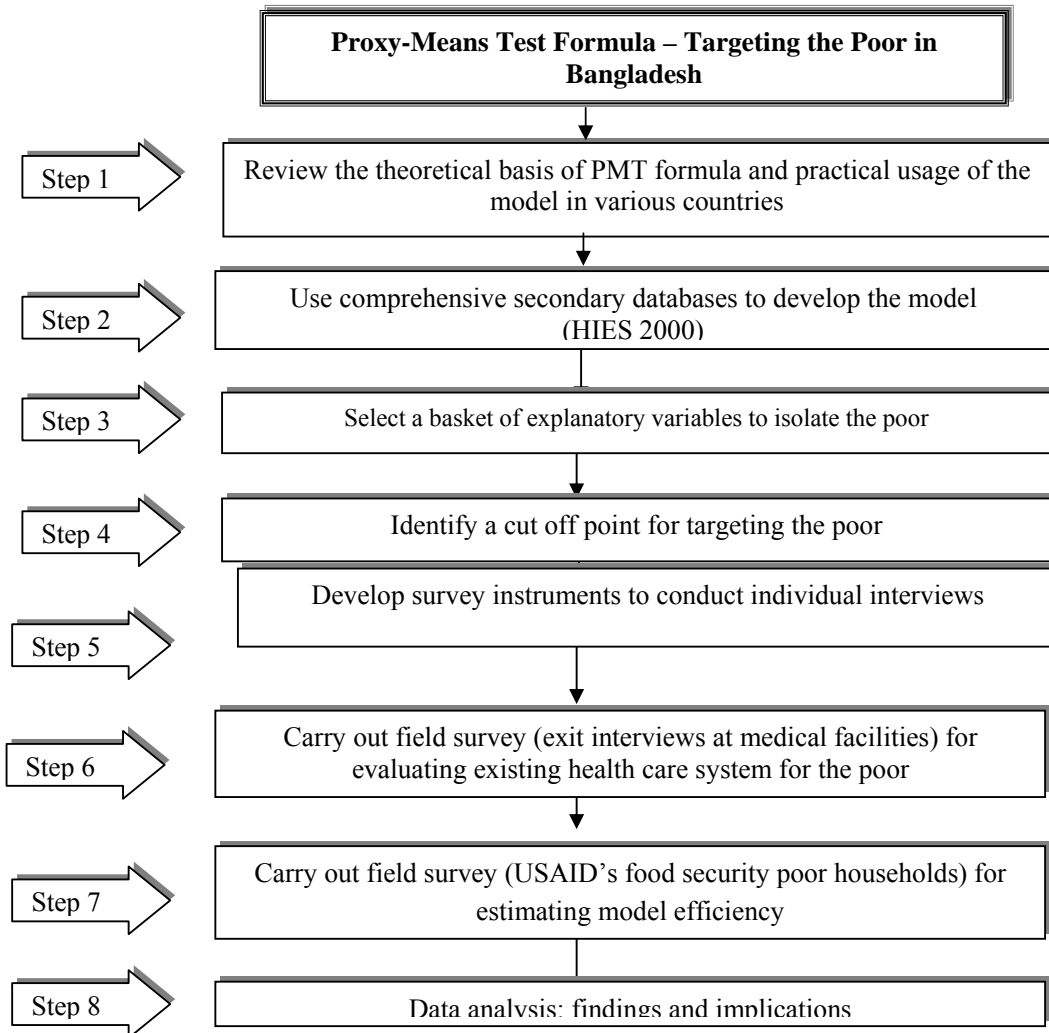 Proxy-Means Test Formula – Targeting the Poor in
Bangladesh
Step 1
Review the theoretical basis of PMT formula and practical usage of the
model in various countries
Step 2
Use comprehensive secondary databases to develop the model
(HIES 2000)
Step 3
Select a basket of explanatory variables to isolate the poor
Step 4
Identify a cut off point for targeting the poor
Step 5
Develop survey instruments to conduct individual interviews
Step 6
Carry out field survey (exit interviews at medical facilities) for
evaluating existing health care system for the poor
Step 7
Carry out field survey (USAID’s food security poor households) for
estimating model efficiency
Step 8
Data analysis: findings and implications